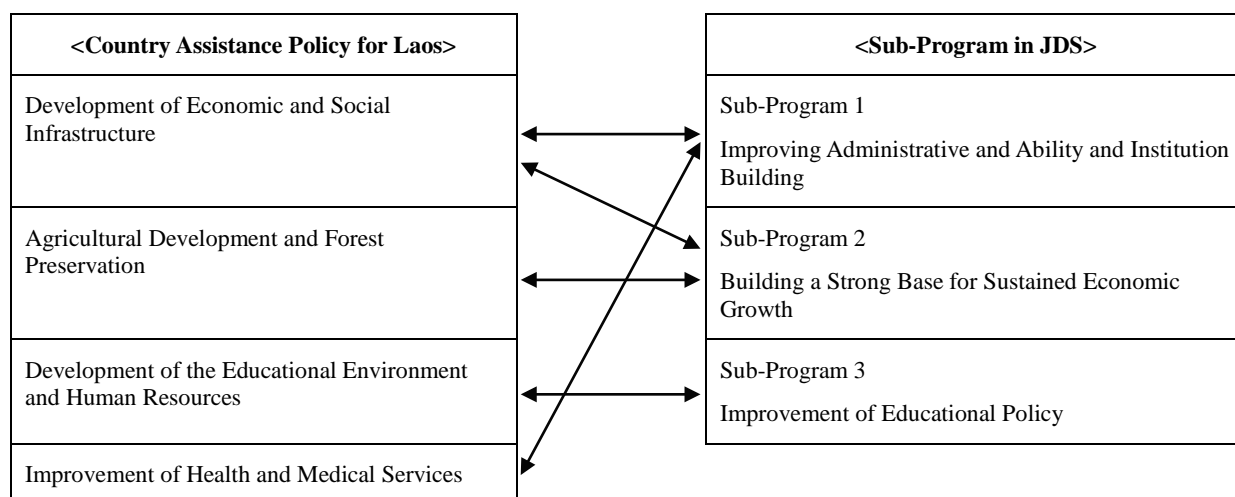 <Country Assistance Policy for Laos>
Development of Economic and Social
Infrastructure
Agricultural Development and Forest
Preservation
Development of the Educational Environment
and Human Resources
Improvement of Health and Medical Services
<Sub-Program in JDS>
Sub-Program 1
Improving Administrative and Ability and Institution
Building
Sub-Program 2
Building a Strong Base for Sustained Economic
Growth
Sub-Program 3
Improvement of Educational Policy